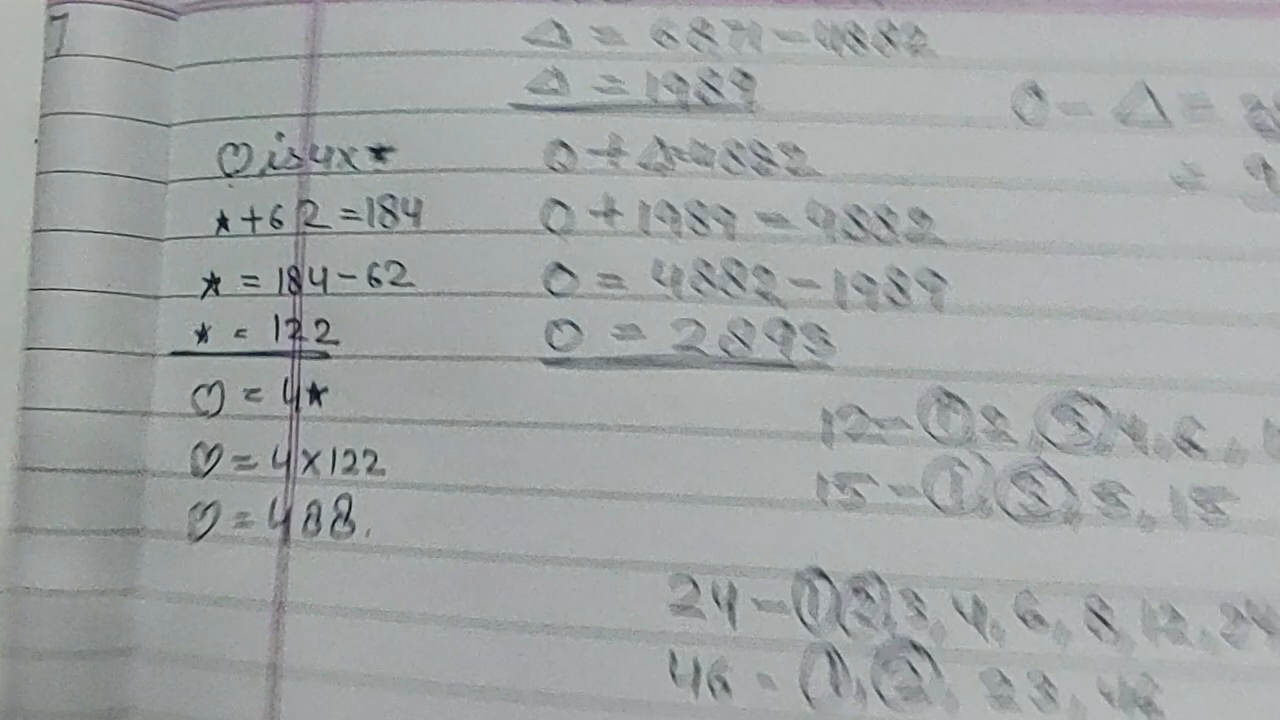 △ = 6871 - 4882
△ = 1989
♡ is 4x★
★ + 62 = 184
★ = 184 - 62
★ = 122
♡ = 4★
♡ = 4 x 122
♡ = 488.
O + △ = 4882
O + 1989 = 4882
O = 4882 - 1989
O = 2893
O - △ =
=
12 - ① 2, ③, 4, 6,
15 - ①, ③, 5, 15
24 - ① ②, 3, 4, 6, 8, 12, 24
46 - ①, ②, 23, 46